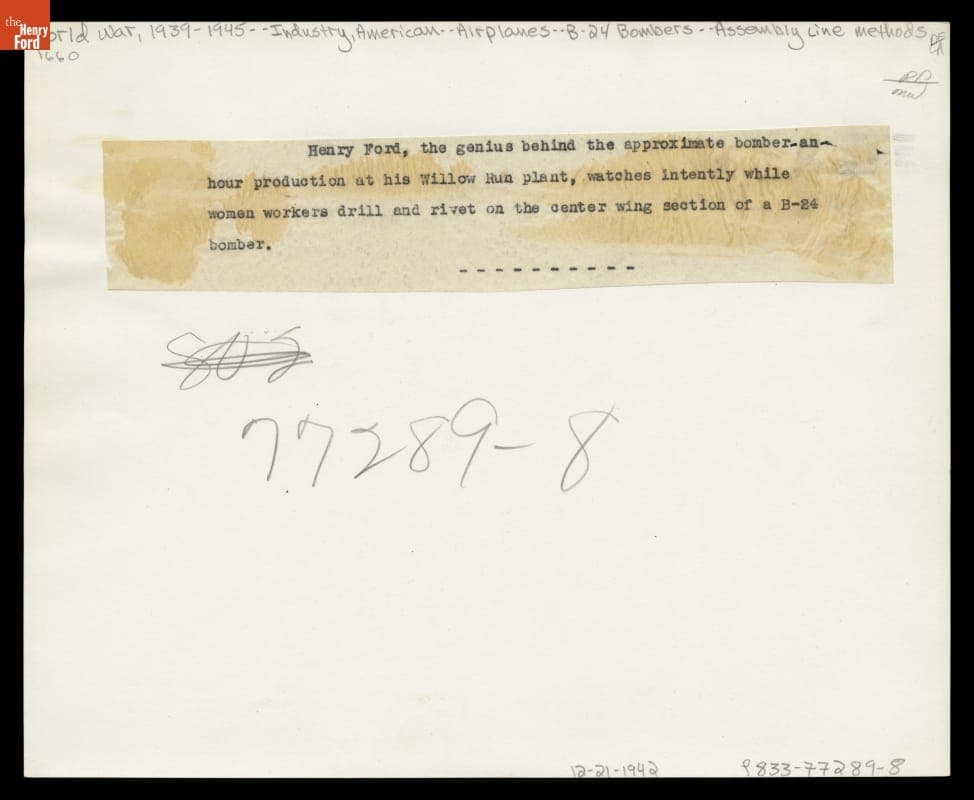 the
Henry
Ford
orld War, 1939-1945--Industry, American--Airplanes--B-24 Bombers--Assembly Line methods
1660
Henry Ford, the genius behind the approximate bomber-an-
hour production at his Willow Run plant, watches intently while
women workers drill and rivet on the center wing section of a B-24
bomber.
----------
77289-8
12-21-1942 P833-77289-8